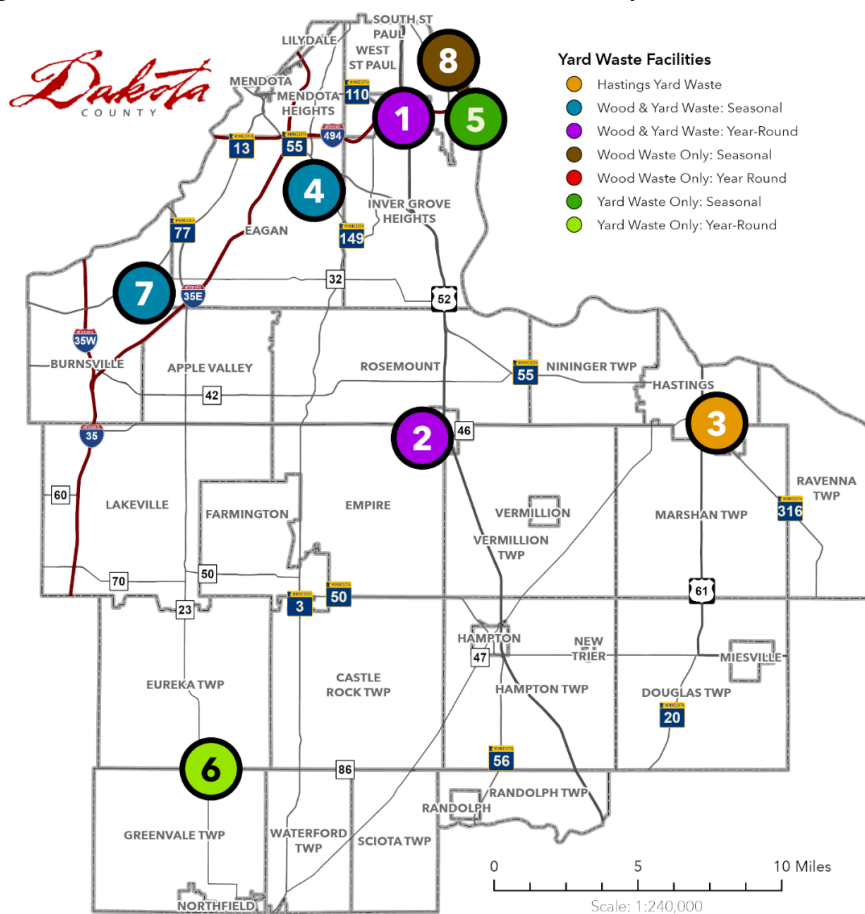 Dakota
COUNTY
Yard Waste Facilities
Hastings Yard Waste
Wood & Yard Waste: Seasonal
Wood & Yard Waste: Year-Round
Wood Waste Only: Seasonal
Wood Waste Only: Year Round
Yard Waste Only: Seasonal
Yard Waste Only: Year-Round
SOUTH ST
PAUL
LILYDALE
WEST
ST PAUL
8
MENDOTA
MENDOTA
HEIGHTS
110
1
5
13
55
494
4
INVER GROVE
HEIGHTS
77
EAGAN
149
7
35E
32
52
35W
BURNSVILLE
APPLE VALLEY
ROSEMOUNT
55
NININGER TWP
HASTINGS
42
35
2
46
3
60
LAKEVILLE
FARMINGTON
EMPIRE
VERMILLION
VERMILLION
TWP
MARSHAN TWP
RAVENNA
TWP
316
70
50
23
3
50
61
HAMPTON
47
NEW
TRIER
MIESVILLE
EUREKA TWP
CASTLE
ROCK TWP
HAMPTON TWP
DOUGLAS TWP
20
6
86
56
RANDOLPH TWP
RANDOLPH
GREENVALE TWP
WATERFORD
TWP
SCIOTA TWP
NORTHFIELD
0 5 10 Miles
Scale: 1:240,000